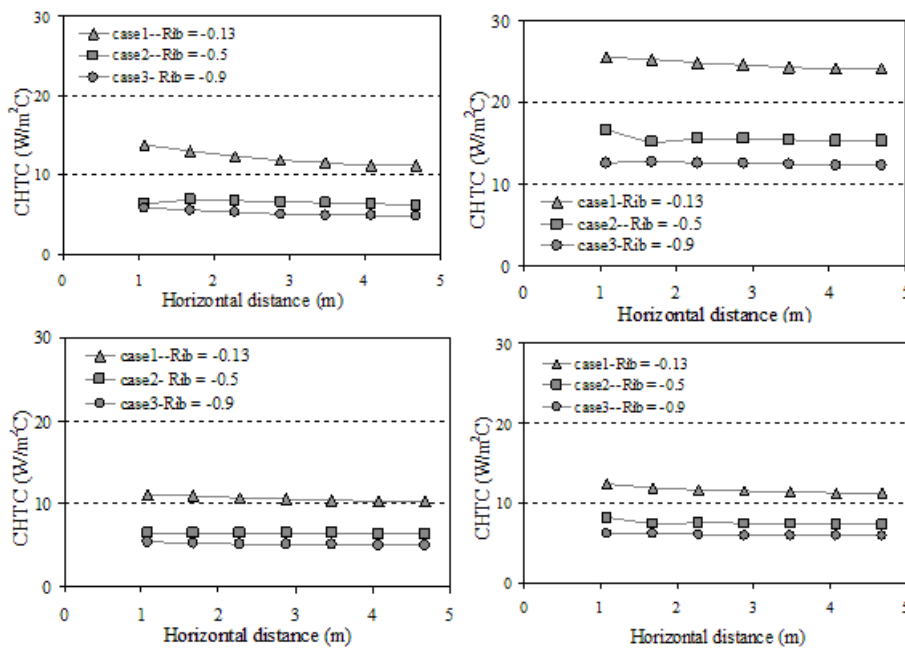 30
20
10
0
CHTC (W/m²C)
case1--Rib = -0.13
case2--Rib = -0.5
case3- Rib = -0.9
0 1 2 3 4 5
Horizontal distance (m)
30
20
10
0
CHTC (W/m²C)
case1-Rib = -0.13
case2--Rib = -0.5
case3-Rib = -0.9
0 1 2 3 4 5
Horizontal distance (m)
30
20
10
0
CHTC (W/m²C)
case1--Rib = -0.13
case2- Rib = -0.5
case3-Rib = -0.9
0 1 2 3 4 5
Horizontal distance (m)
30
20
10
0
CHTC (W/m²C)
case1-Rib = -0.13
case2--Rib = -0.5
case3--Rib = -0.9
0 1 2 3 4 5
Horizontal distance (m)